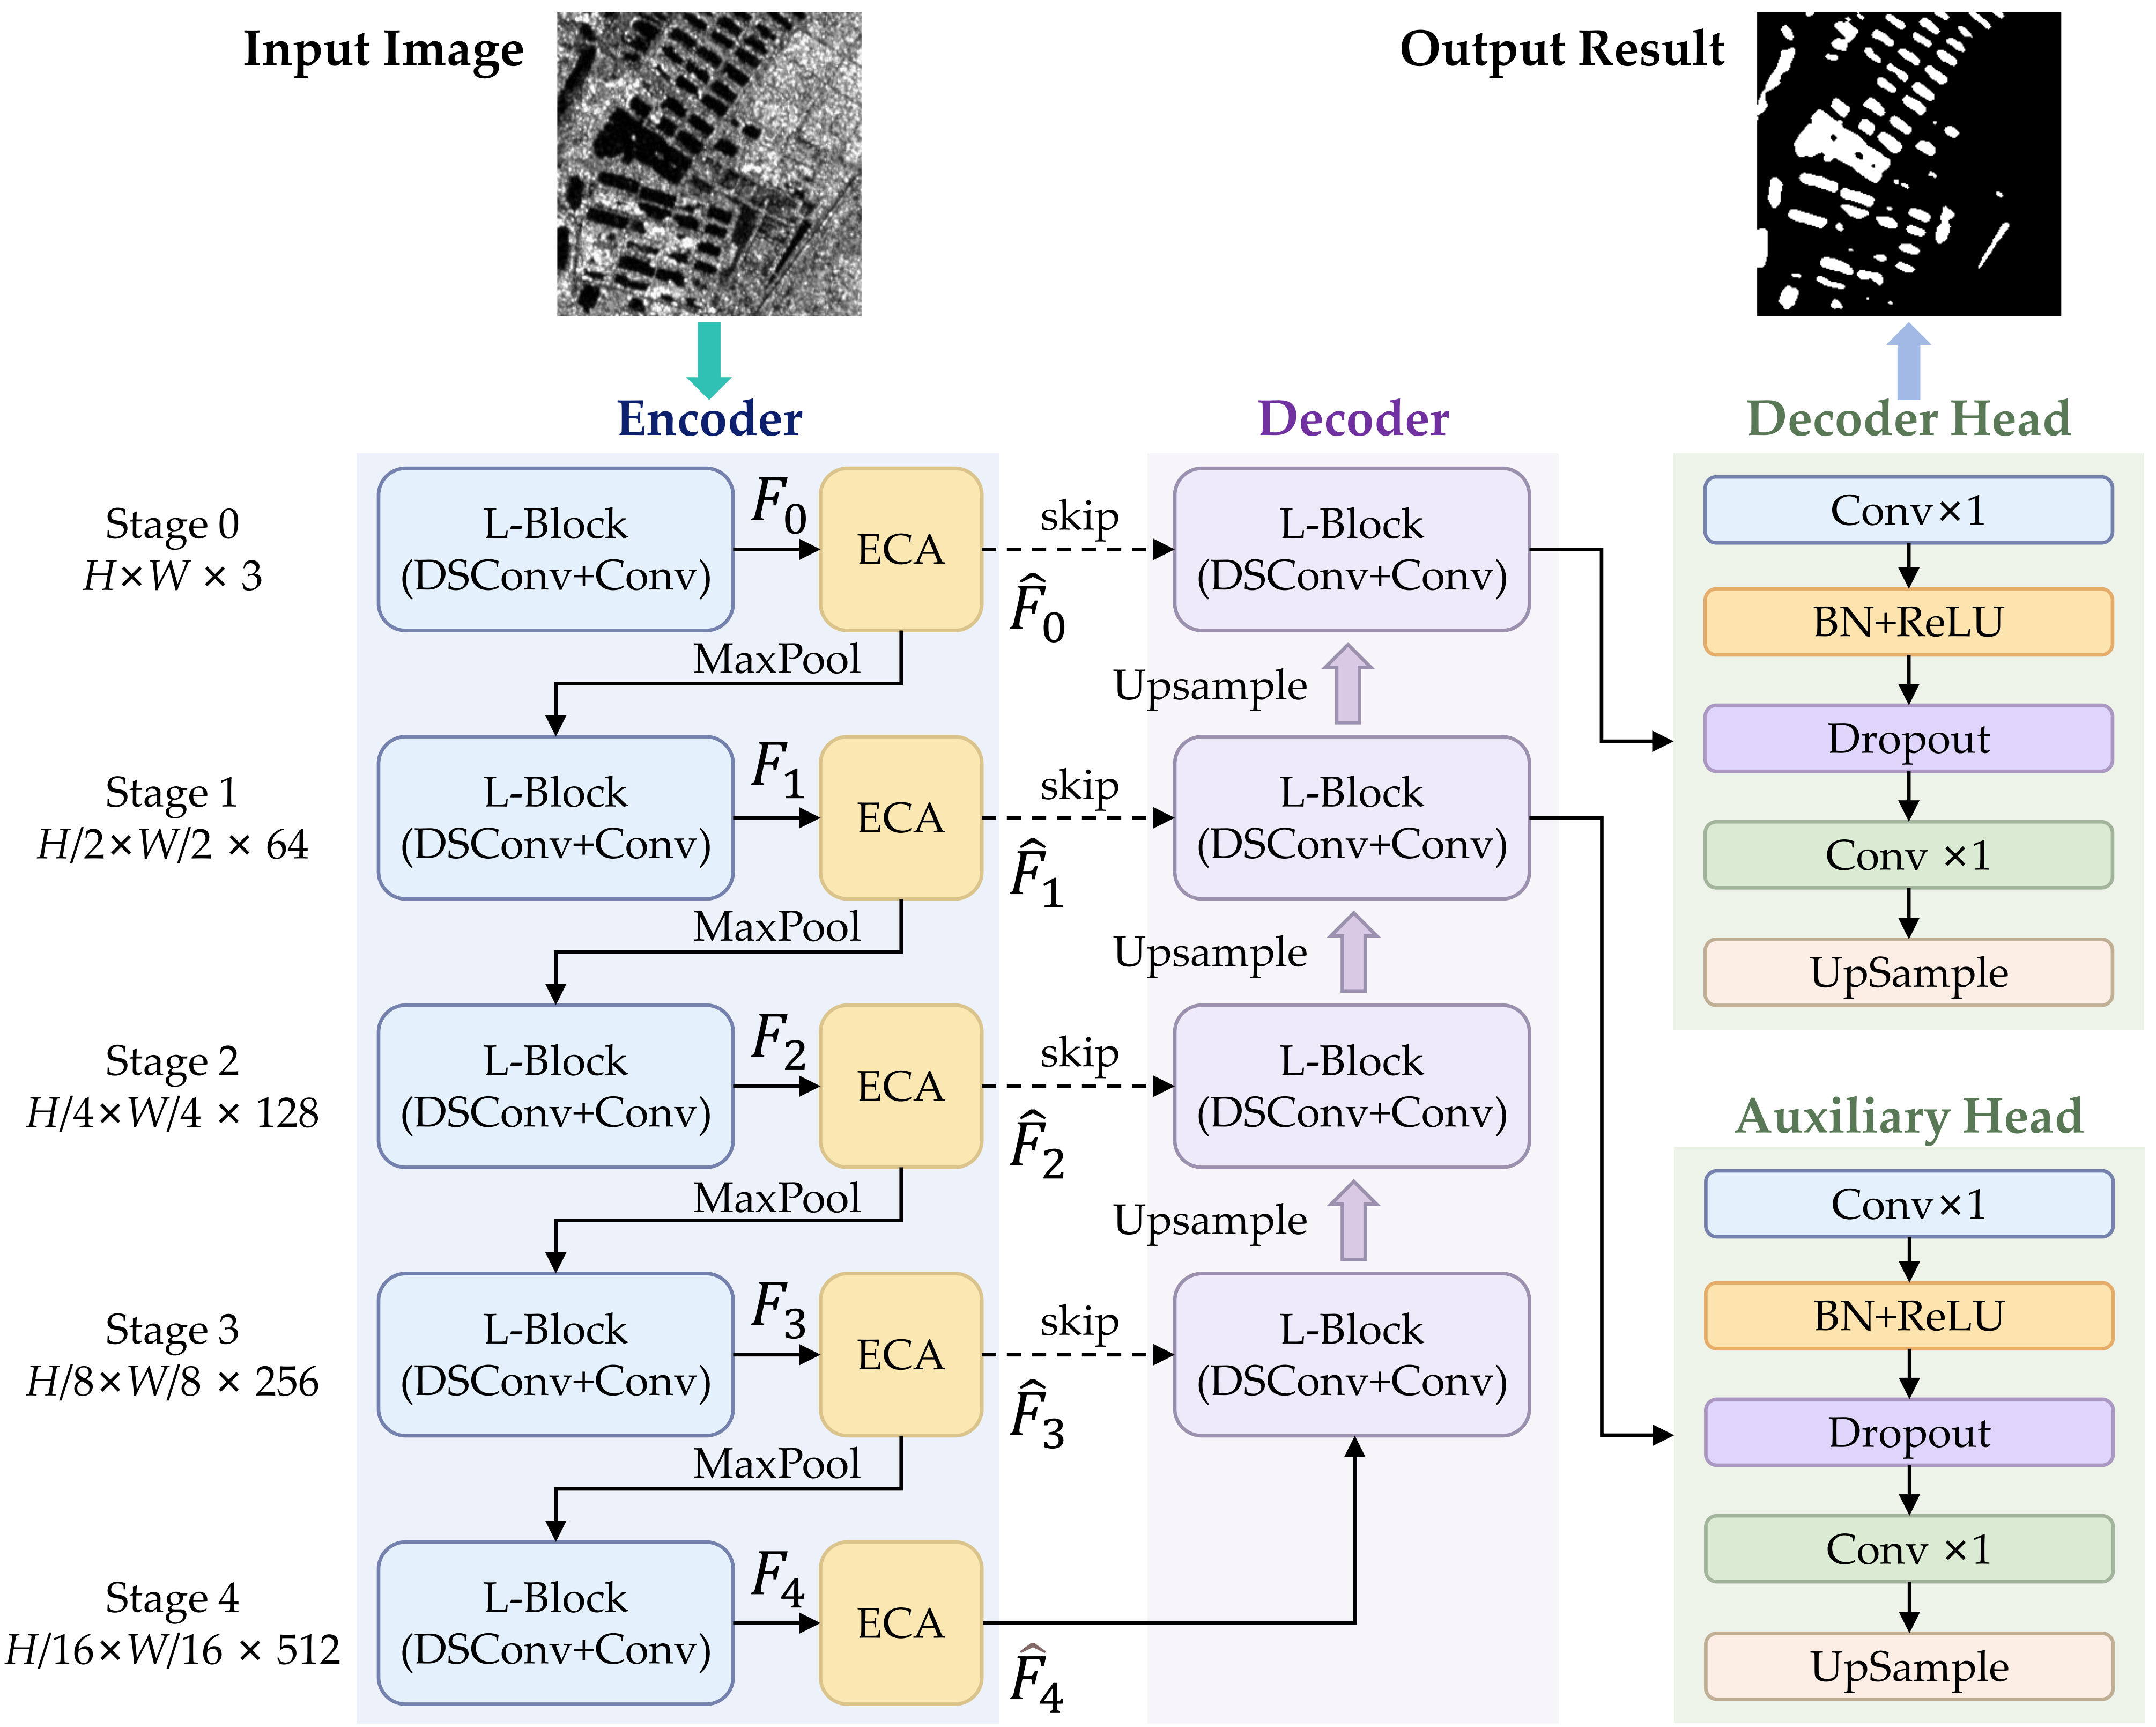 Input Image
Output Result
Encoder
Decoder
Decoder Head
Stage 0
H×W × 3
L-Block
(DSConv+Conv)
F0
ECA
skip
F̂0
L-Block
(DSConv+Conv)
MaxPool
Upsample
Stage 1
H/2×W/2 × 64
L-Block
(DSConv+Conv)
F1
ECA
skip
F̂1
L-Block
(DSConv+Conv)
MaxPool
Upsample
Stage 2
H/4×W/4 × 128
L-Block
(DSConv+Conv)
F2
ECA
skip
F̂2
L-Block
(DSConv+Conv)
MaxPool
Upsample
Stage 3
H/8×W/8 × 256
L-Block
(DSConv+Conv)
F3
ECA
skip
F̂3
L-Block
(DSConv+Conv)
MaxPool
Stage 4
H/16×W/16 × 512
L-Block
(DSConv+Conv)
F4
ECA
F̂4
Conv×1
BN+ReLU
Dropout
Conv ×1
UpSample
Auxiliary Head
Conv×1
BN+ReLU
Dropout
Conv ×1
UpSample